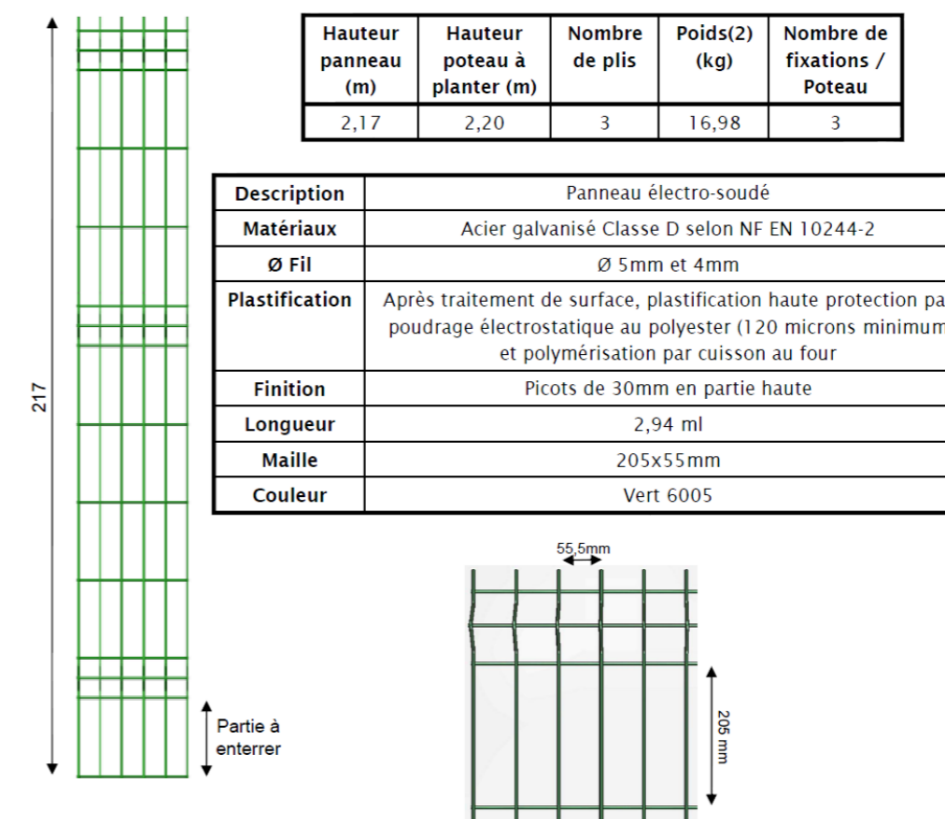 Hauteur panneau (m) Hauteur poteau à planter (m) Nombre de plis Poids(2) (kg) Nombre de fixations / Poteau
2,17 2,20 3 16,98 3
Description Panneau électro-soudé
Matériaux Acier galvanisé Classe D selon NF EN 10244-2
Ø Fil Ø 5mm et 4mm
Plastification Après traitement de surface, plastification haute protection pa
poudrage électrostatique au polyester (120 microns minimum
et polymérisation par cuisson au four
Finition Picots de 30mm en partie haute
Longueur 2,94 ml
Maille 205x55mm
Couleur Vert 6005
217
Partie à
enterrer
55,5mm
205 mm